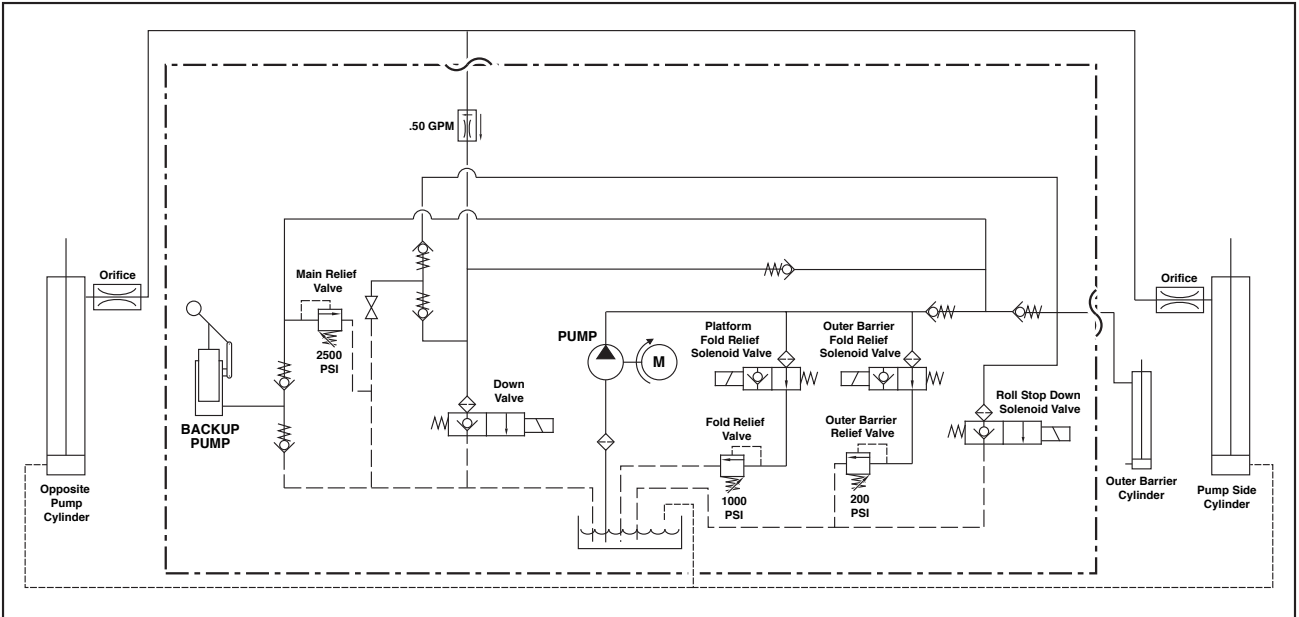 .50 GPM
Orifice
Opposite
Pump
Cylinder
Main Relief
Valve
2500
PSI
BACKUP
PUMP
Down
Valve
PUMP
M
Platform
Fold Relief
Solenoid Valve
Outer Barrier
Fold Relief
Solenoid Valve
Fold Relief
Valve
1000
PSI
Outer Barrier
Relief Valve
200
PSI
Roll Stop Down
Solenoid Valve
Orifice
Outer Barrier
Cylinder
Pump Side
Cylinder